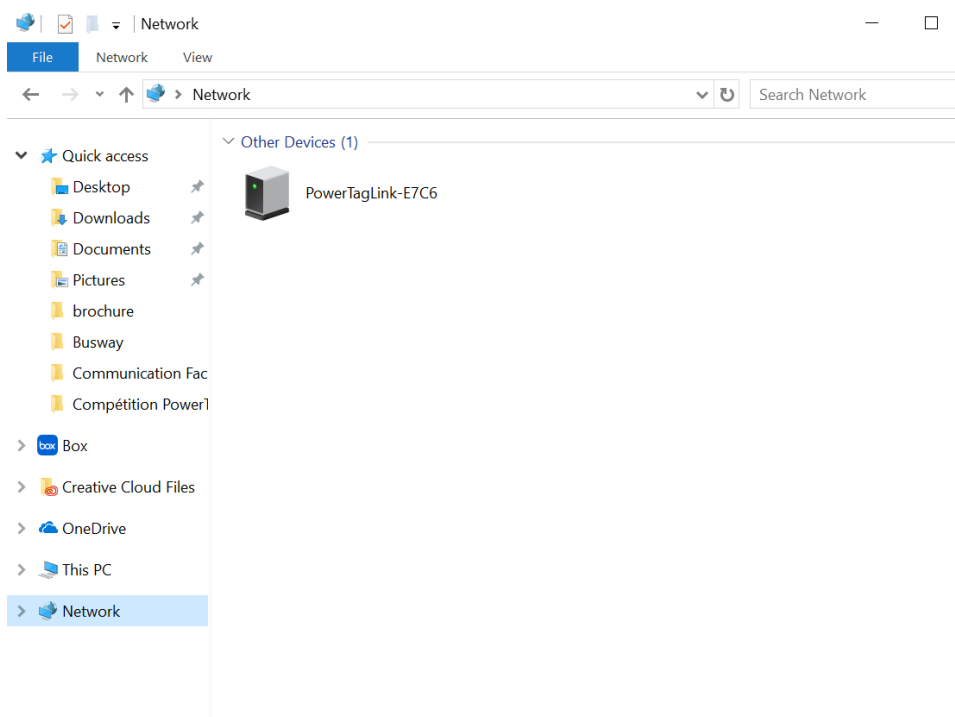 Network
File Network View
Network
Search Network
Quick access
Desktop
Downloads
Documents
Pictures
brochure
Busway
Communication Fac
Compétition PowerT
box Box
Creative Cloud Files
OneDrive
This PC
Network
Other Devices (1)
PowerTagLink-E7C6